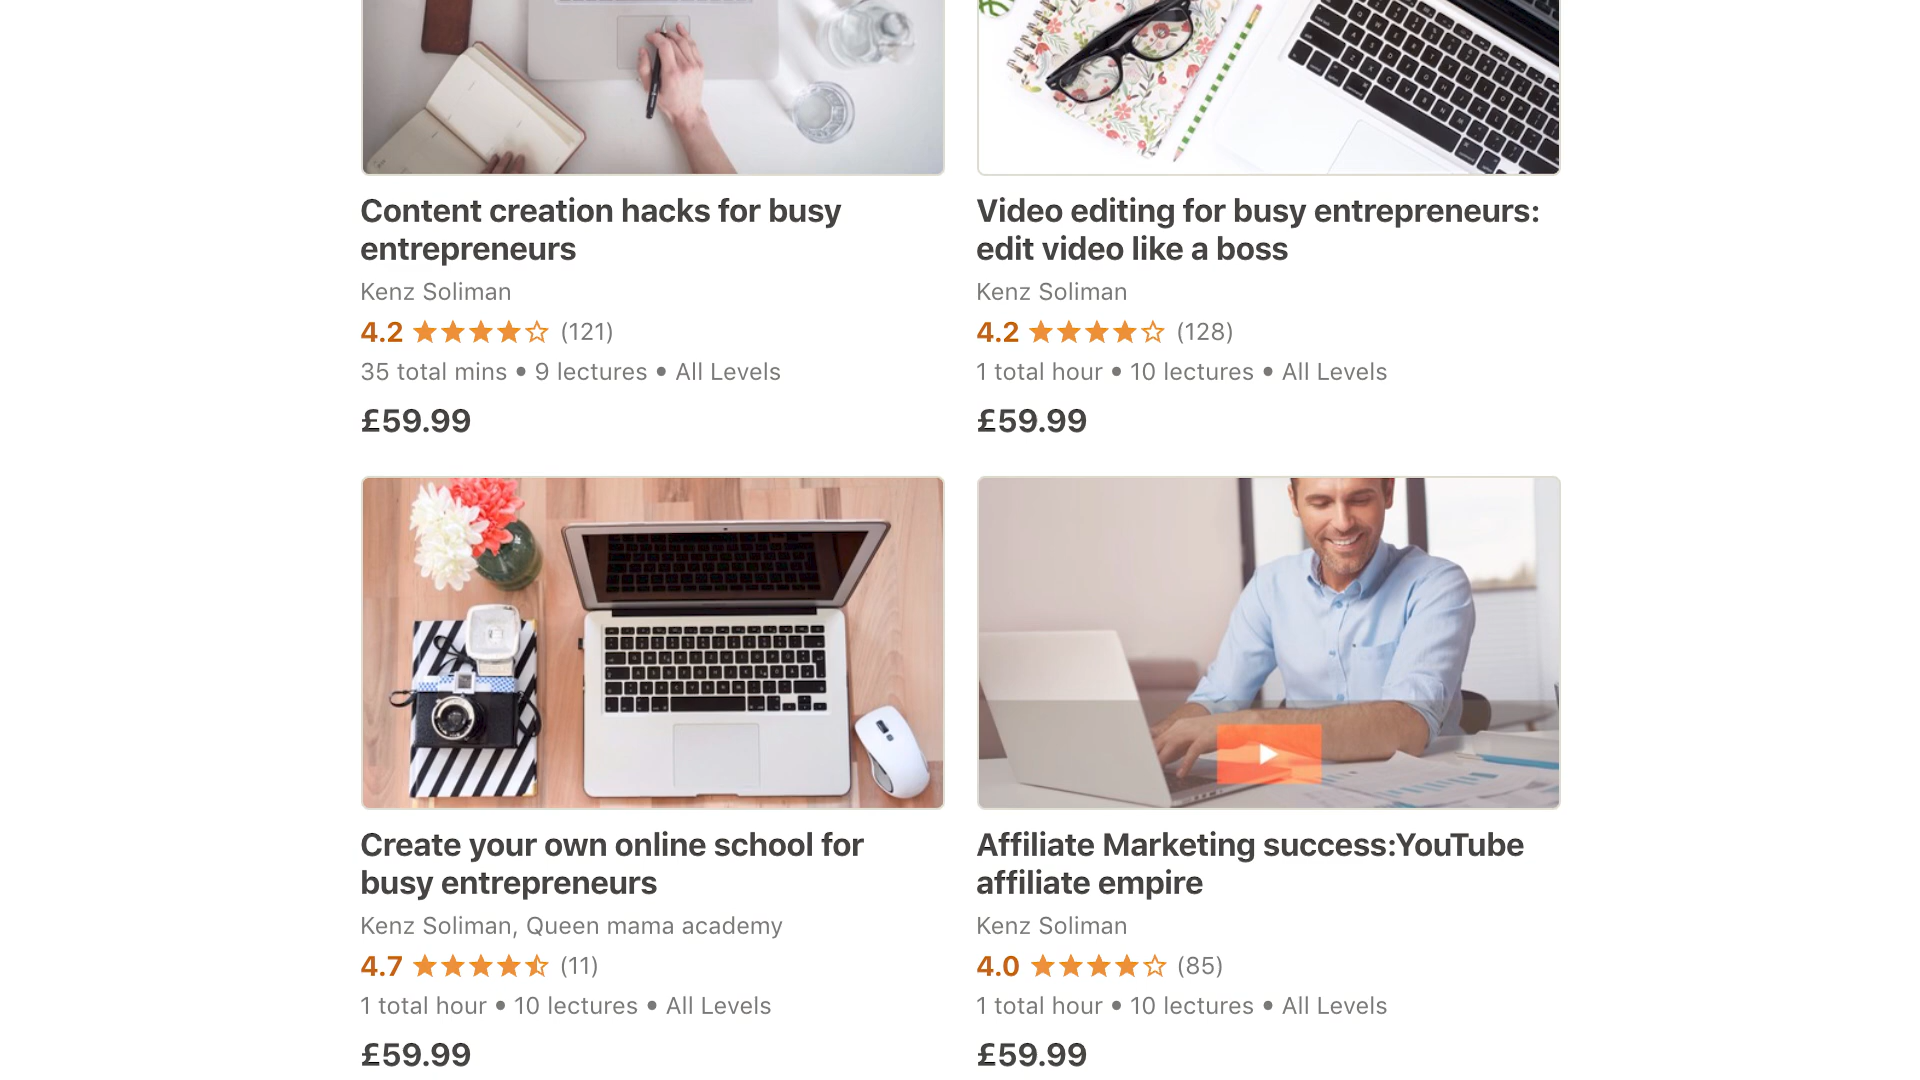 Content creation hacks for busy
entrepreneurs
Kenz Soliman
4.2 (121)
35 total mins • 9 lectures • All Levels
£59.99
Video editing for busy entrepreneurs:
edit video like a boss
Kenz Soliman
4.2 (128)
1 total hour • 10 lectures • All Levels
£59.99
Create your own online school for
busy entrepreneurs
Kenz Soliman, Queen mama academy
4.7 (11)
1 total hour • 10 lectures • All Levels
£59.99
Affiliate Marketing success:YouTube
affiliate empire
Kenz Soliman
4.0 (85)
1 total hour • 10 lectures • All Levels
£59.99